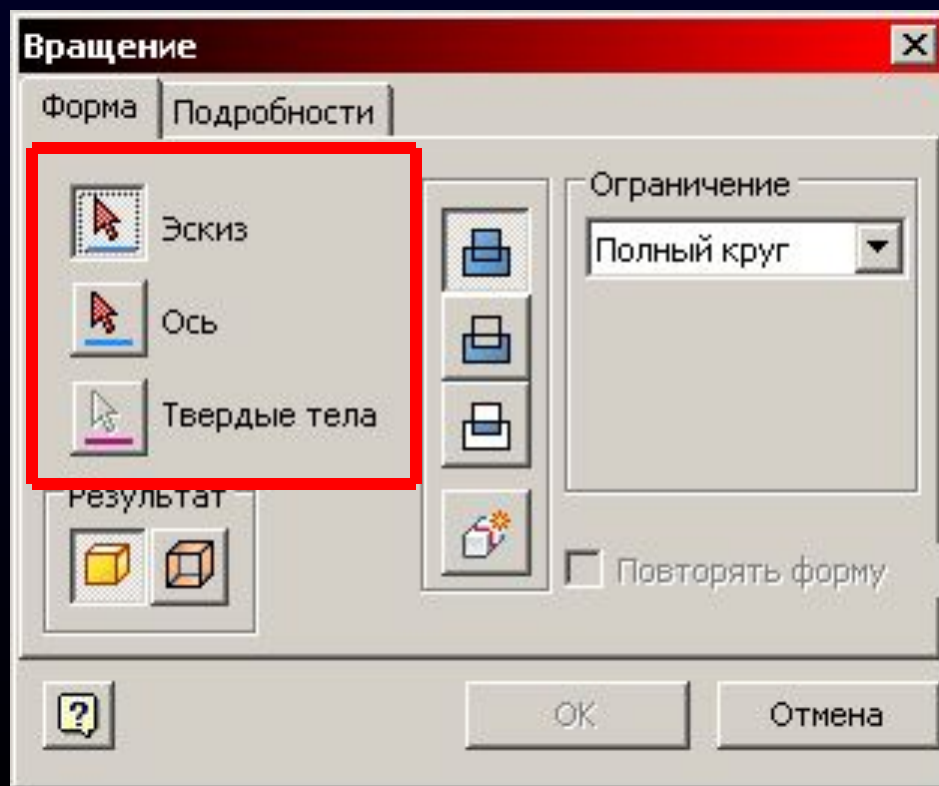 Вращение
Форма
Подробности
Эскиз
Ось
Твердые тела
Результат
Ограничение
Полный круг
Повторять форму
OK
Отмена